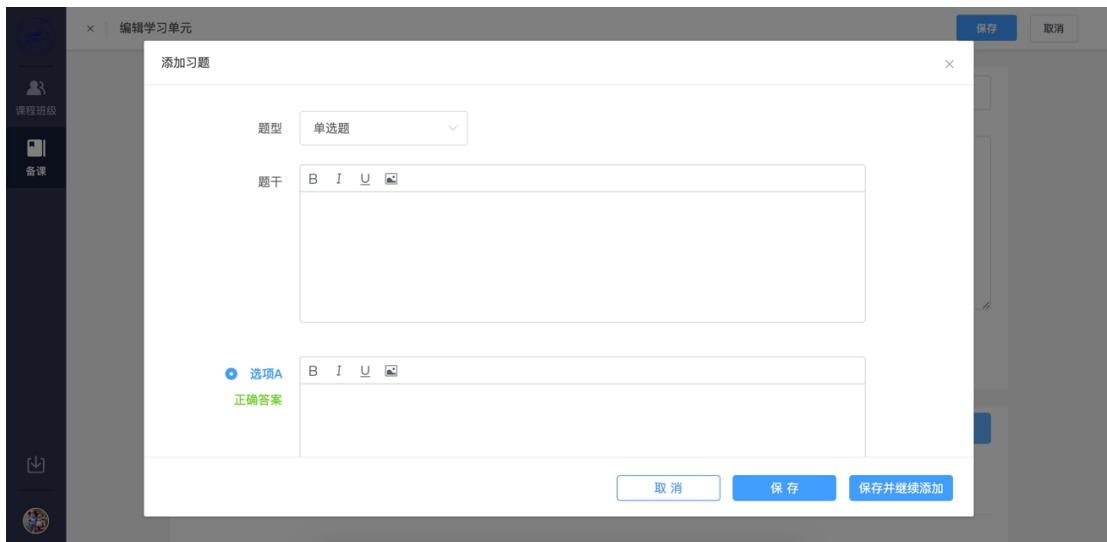 × 编辑学习单元 保存 取消
课程班级
备课
添加习题 ×
题型 单选题
题干 B I U
选项A B I U
正确答案
取 消 保 存 保存并继续添加